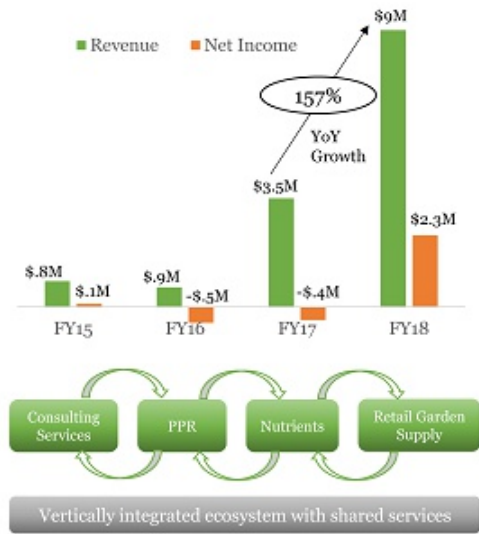 $9M
Revenue Net Income
157%
YoY
Growth
$3.5M
$2.3M
$.8M
$.1M
$.9M
-$.5M
-$.4M
FY15 FY16 FY17 FY18
Consulting
Services
PPR
Nutrients
Retail Garden
Supply
Vertically integrated ecosystem with shared services